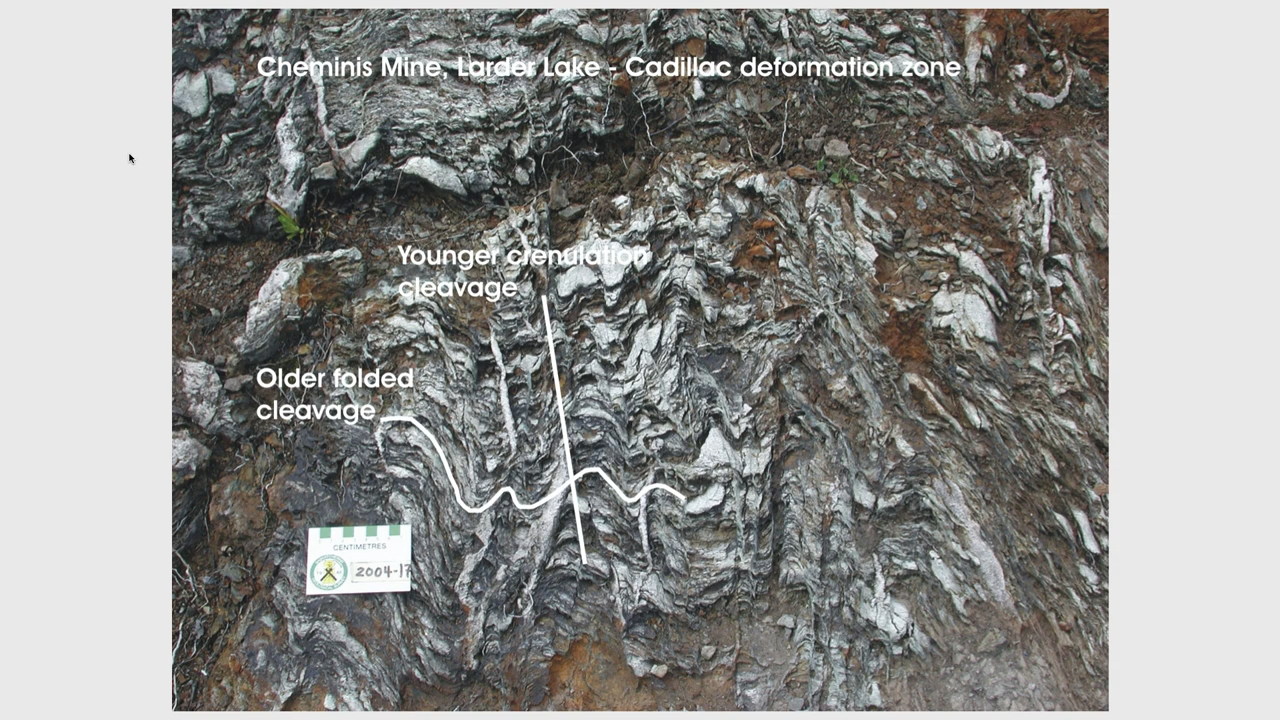 Cheminis Mine, Larder Lake - Cadillac deformation zone
Younger crenulation
cleavage
Older folded
cleavage
CENTIMETRES
2004-17